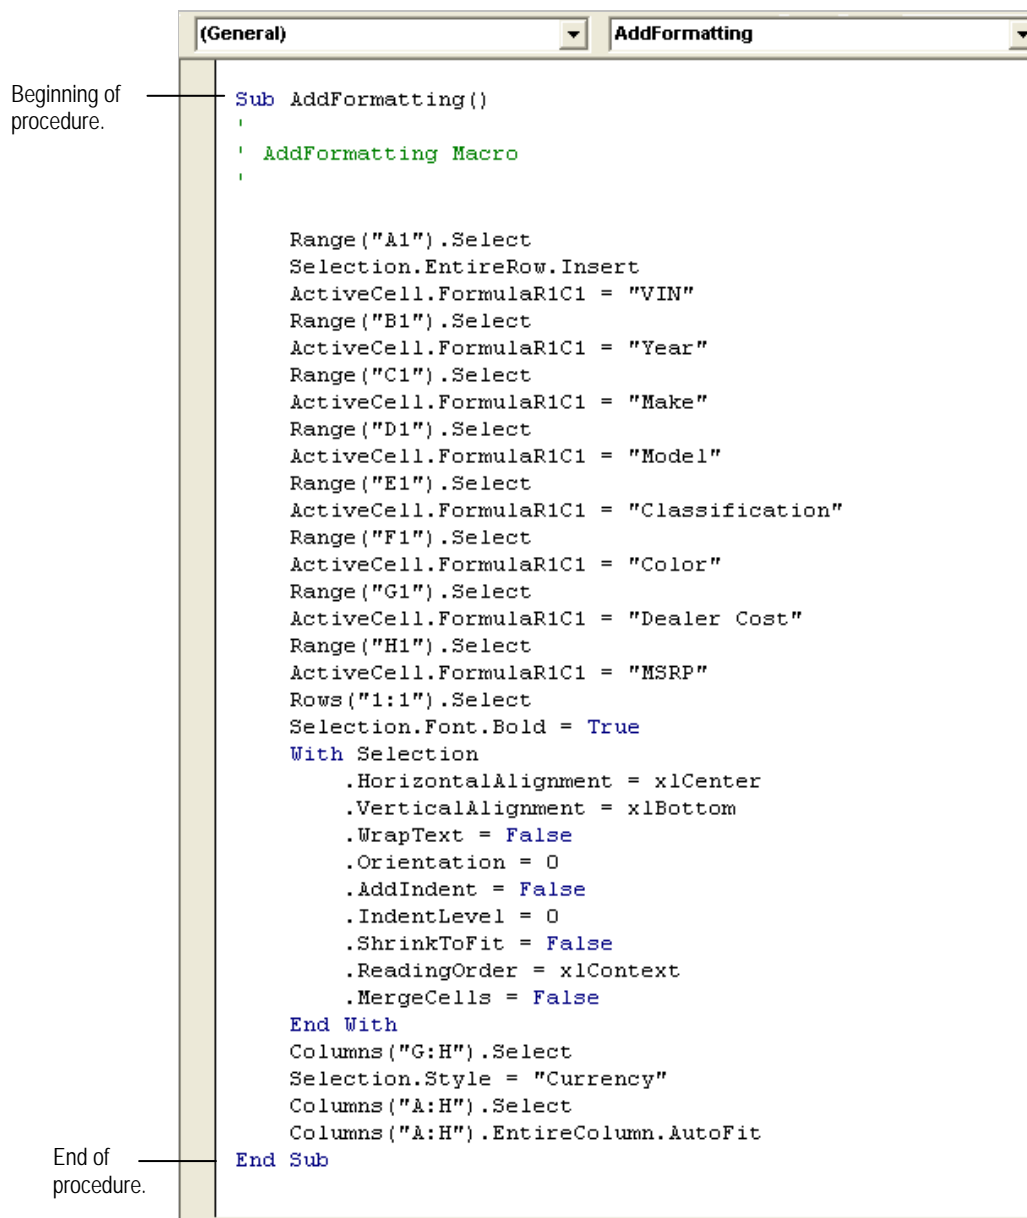 (General) AddFormatting
Beginning of
procedure.
Sub AddFormatting()
'
' AddFormatting Macro
'
Range("A1").Select
Selection.EntireRow.Insert
ActiveCell.FormulaR1C1 = "VIN"
Range("B1").Select
ActiveCell.FormulaR1C1 = "Year"
Range("C1").Select
ActiveCell.FormulaR1C1 = "Make"
Range("D1").Select
ActiveCell.FormulaR1C1 = "Model"
Range("E1").Select
ActiveCell.FormulaR1C1 = "Classification"
Range("F1").Select
ActiveCell.FormulaR1C1 = "Color"
Range("G1").Select
ActiveCell.FormulaR1C1 = "Dealer Cost"
Range("H1").Select
ActiveCell.FormulaR1C1 = "MSRP"
Rows("1:1").Select
Selection.Font.Bold = True
With Selection
.HorizontalAlignment = xlCenter
.VerticalAlignment = xlBottom
.WrapText = False
.Orientation = 0
.AddIndent = False
.IndentLevel = 0
.ShrinkToFit = False
.ReadingOrder = xlContext
.MergeCells = False
End With
Columns("G:H").Select
Selection.Style = "Currency"
Columns("A:H").Select
Columns("A:H").EntireColumn.AutoFit
End Sub
End of
procedure.